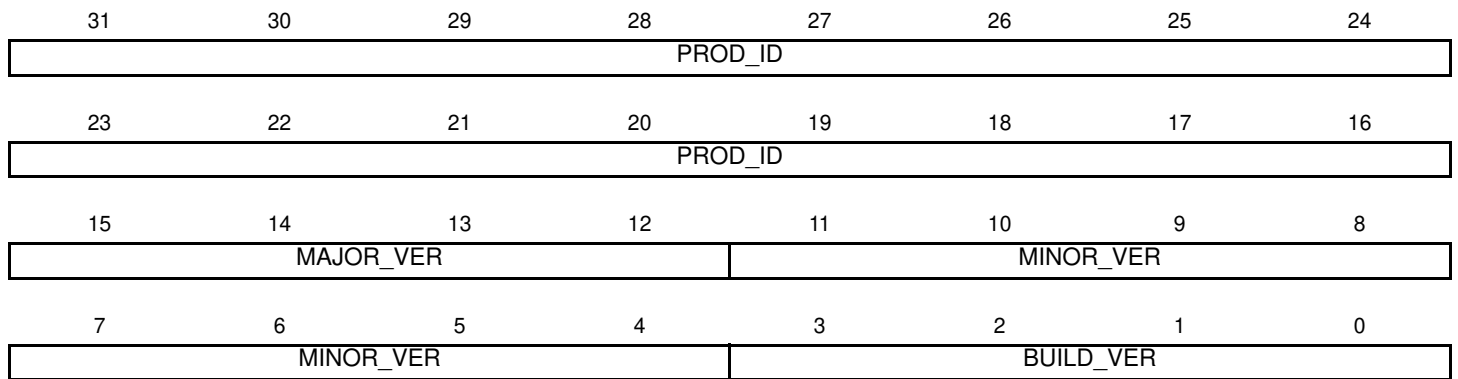 31 30 29 28 27 26 25 24
PROD_ID
23 22 21 20 19 18 17 16
PROD_ID
15 14 13 12 11 10 9 8
MAJOR_VER MINOR_VER
7 6 5 4 3 2 1 0
MINOR_VER BUILD_VER